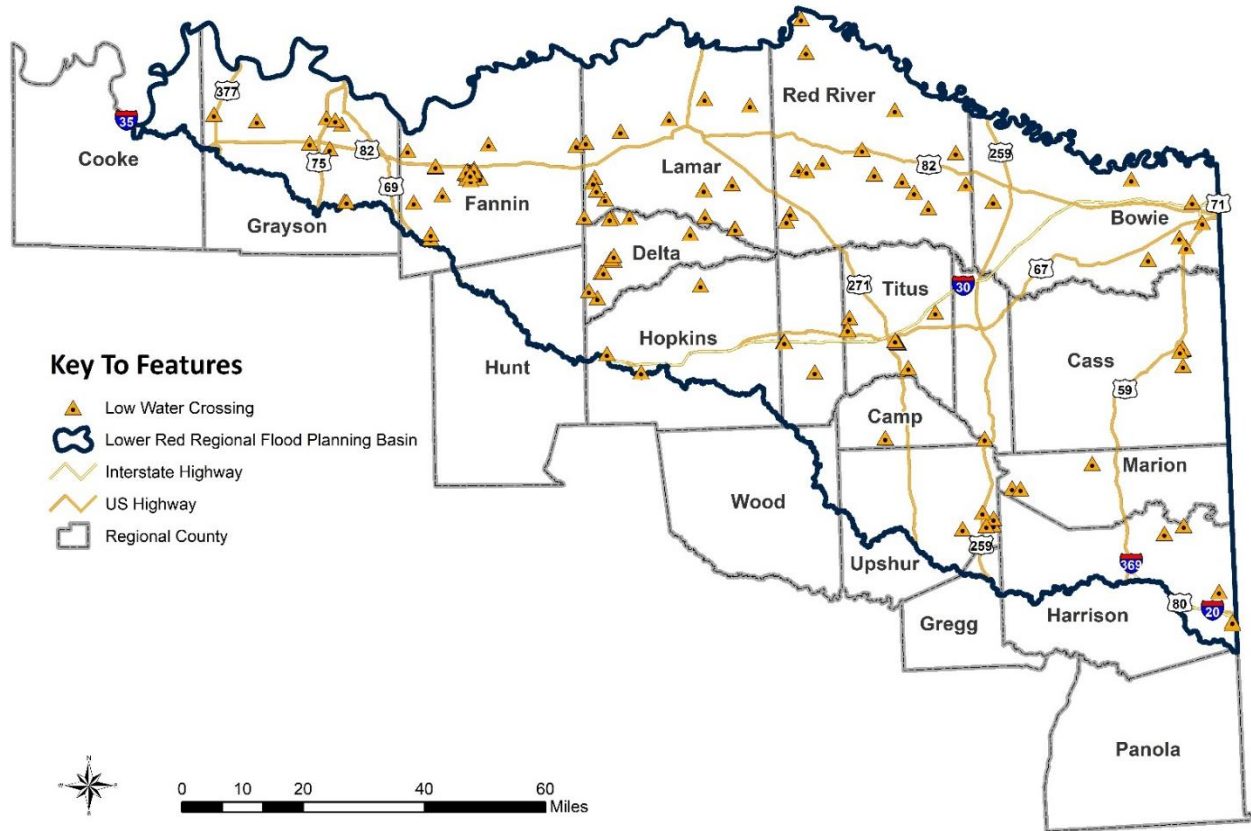 Red River
377
35
82
259
Cooke
75
82
Lamar
71
69
Fannin
Bowie
Grayson
Delta
67
271
Titus
30
Hopkins
Key To Features
Hunt
Cass
Low Water Crossing
59
Lower Red Regional Flood Planning Basin
Camp
Interstate Highway
Marion
US Highway
Wood
Regional County
259
Upshur
369
80
20
Gregg
Harrison
Panola
N
0 10 20 40 60
Miles